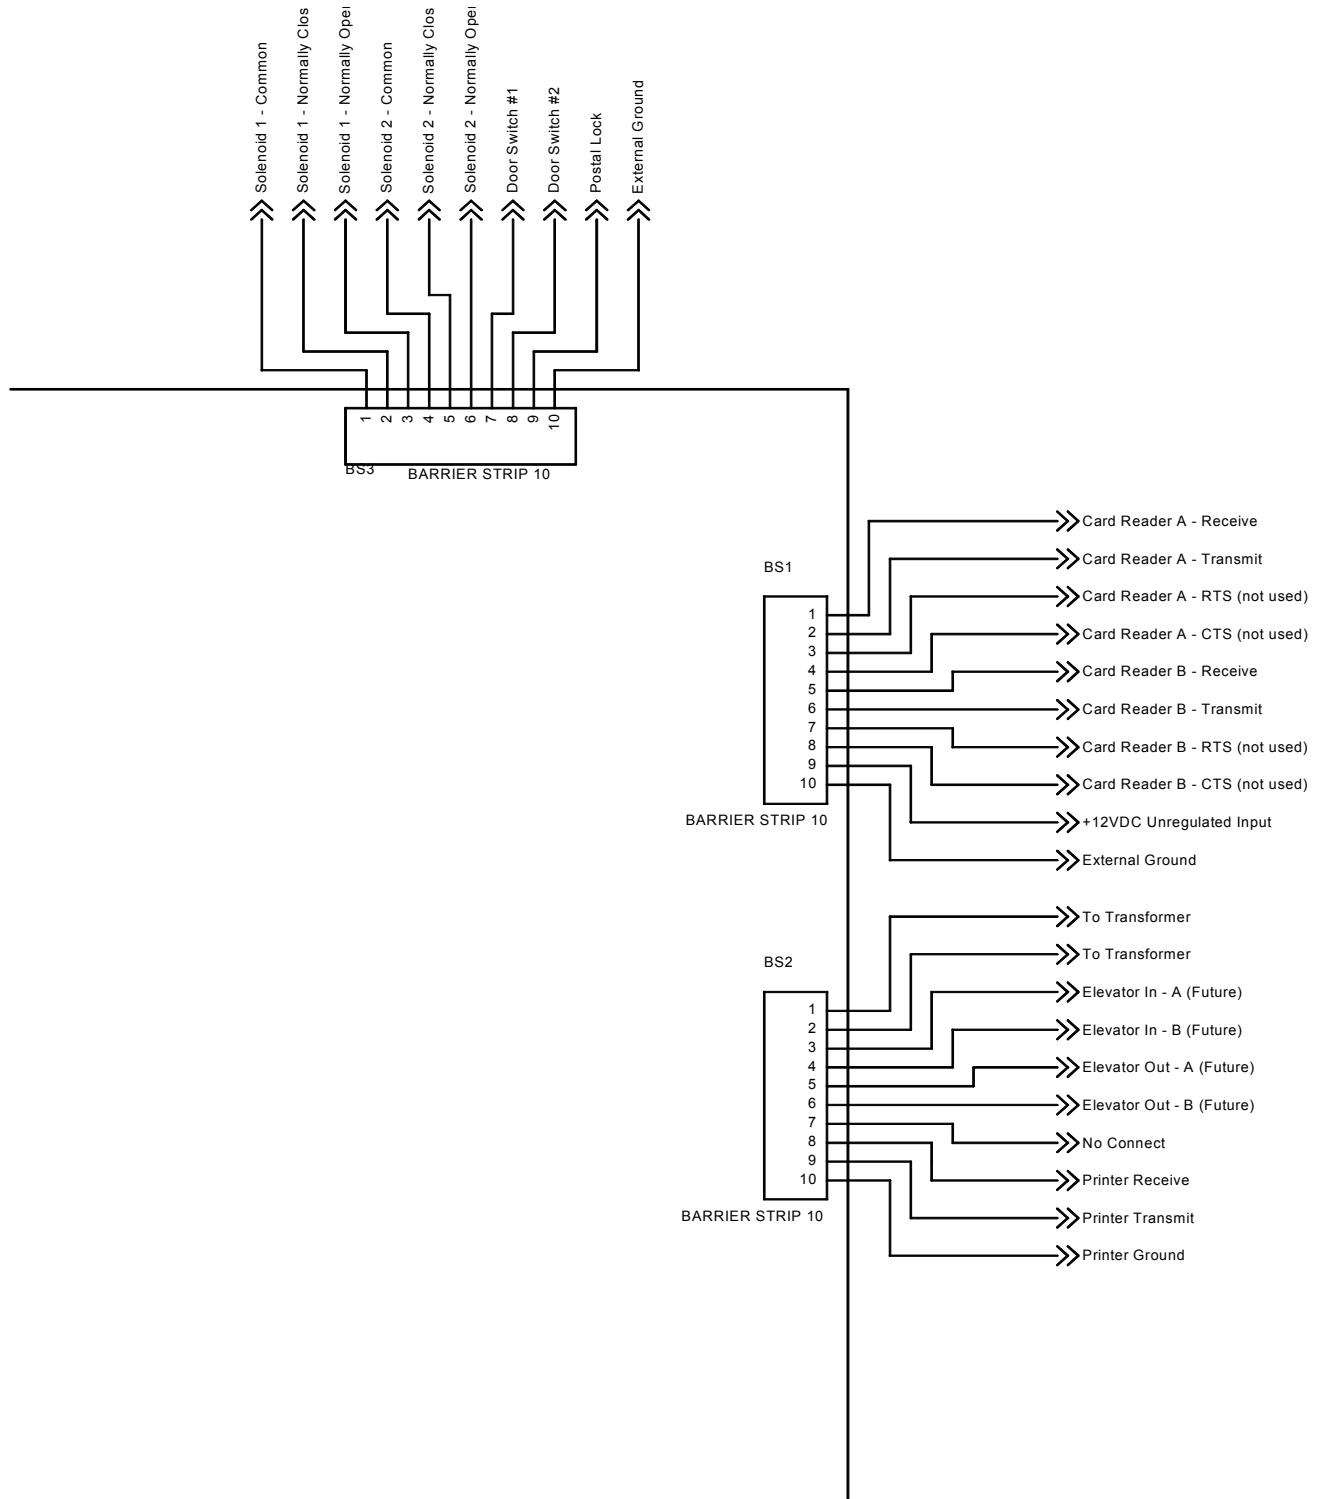 Solenoid 1 - Common
Solenoid 1 - Normally Clos
Solenoid 1 - Normally Ope
Solenoid 2 - Common
Solenoid 2 - Normally Clos
Solenoid 2 - Normally Ope
Door Switch #1
Door Switch #2
Postal Lock
External Ground
1
2
3
4
5
6
7
8
9
10
BS3
BARRIER STRIP 10
BS1
1
2
3
4
5
6
7
8
9
10
BARRIER STRIP 10
Card Reader A - Receive
Card Reader A - Transmit
Card Reader A - RTS (not used)
Card Reader A - CTS (not used)
Card Reader B - Receive
Card Reader B - Transmit
Card Reader B - RTS (not used)
Card Reader B - CTS (not used)
+12VDC Unregulated Input
External Ground
BS2
1
2
3
4
5
6
7
8
9
10
BARRIER STRIP 10
To Transformer
To Transformer
Elevator In - A (Future)
Elevator In - B (Future)
Elevator Out - A (Future)
Elevator Out - B (Future)
No Connect
Printer Receive
Printer Transmit
Printer Ground